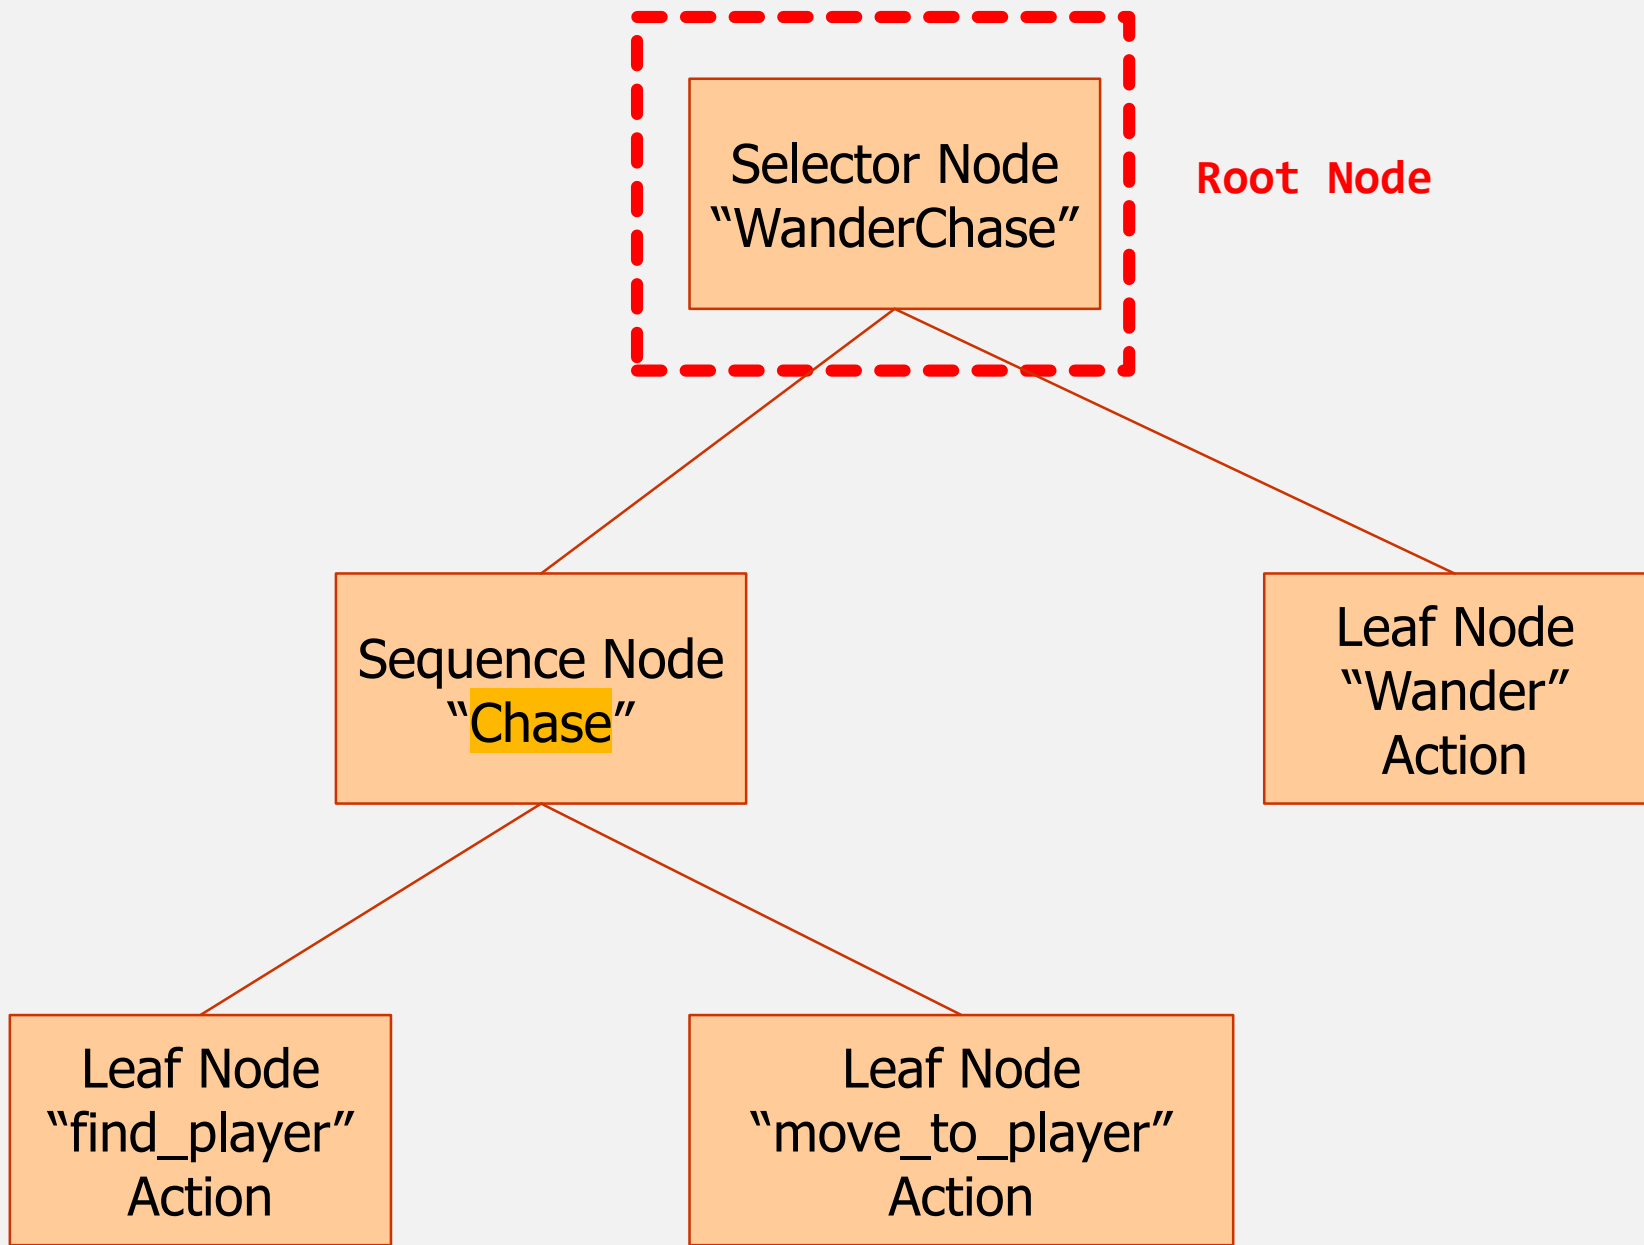 Selector Node
“WanderChase”
Root Node
Sequence Node
“Chase”
Leaf Node
“Wander”
Action
Leaf Node
“find_player”
Action
Leaf Node
“move_to_player”
Action